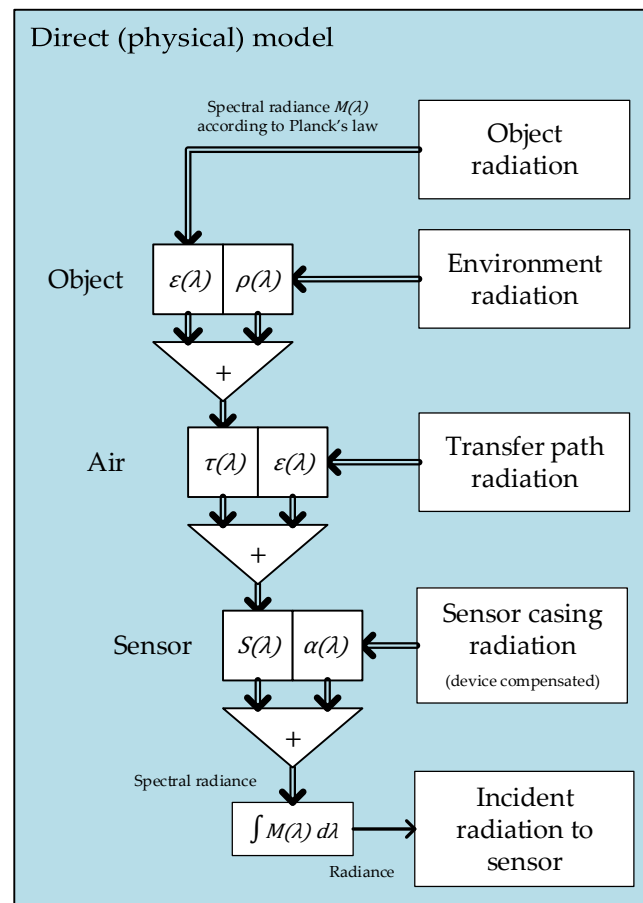 Direct (physical) model
Spectral radiance M(λ)
according to Planck's law
Object
radiation
Object
ε(λ)
ρ(λ)
Environment
radiation
+
Air
τ(λ)
ε(λ)
Transfer path
radiation
+
Sensor
S(λ)
α(λ)
Sensor casing
radiation
(device compensated)
+
Spectral radiance
∫ M(λ) dλ
Radiance
Incident
radiation to
sensor